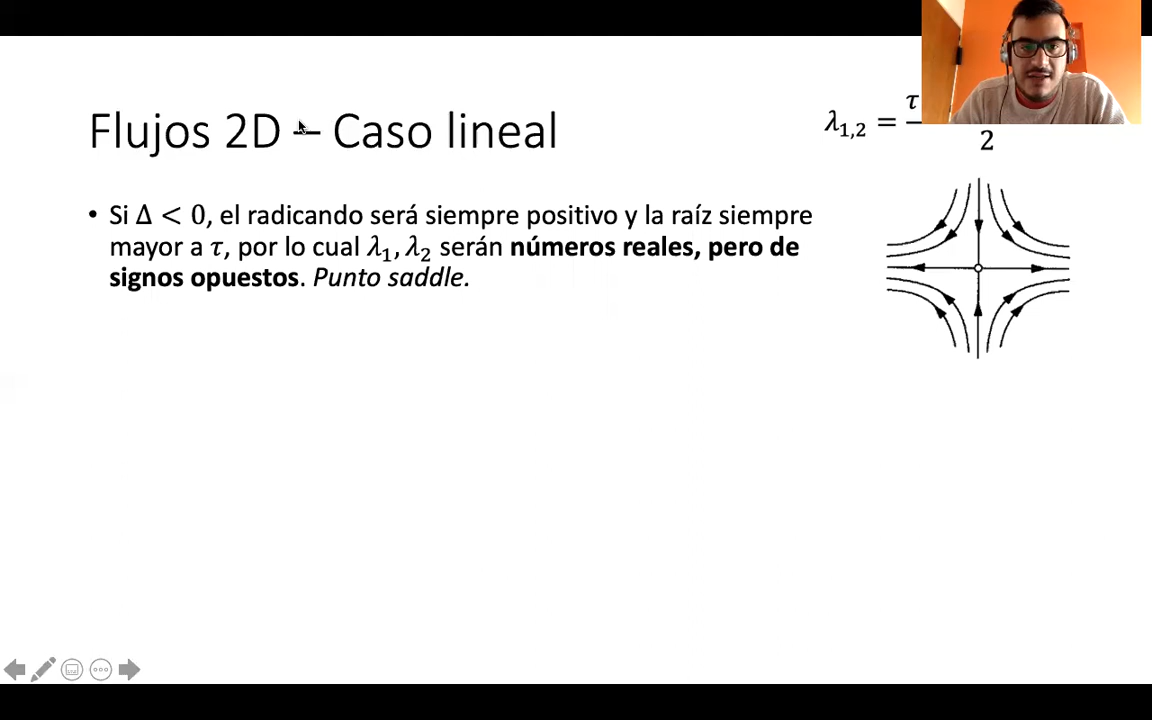 Flujos 2D – Caso lineal
λ₁,₂ = τ
2
• Si Δ < 0, el radicando será siempre positivo y la raíz siempre
mayor a τ, por lo cual λ₁, λ₂ serán números reales, pero de
signos opuestos. Punto saddle.